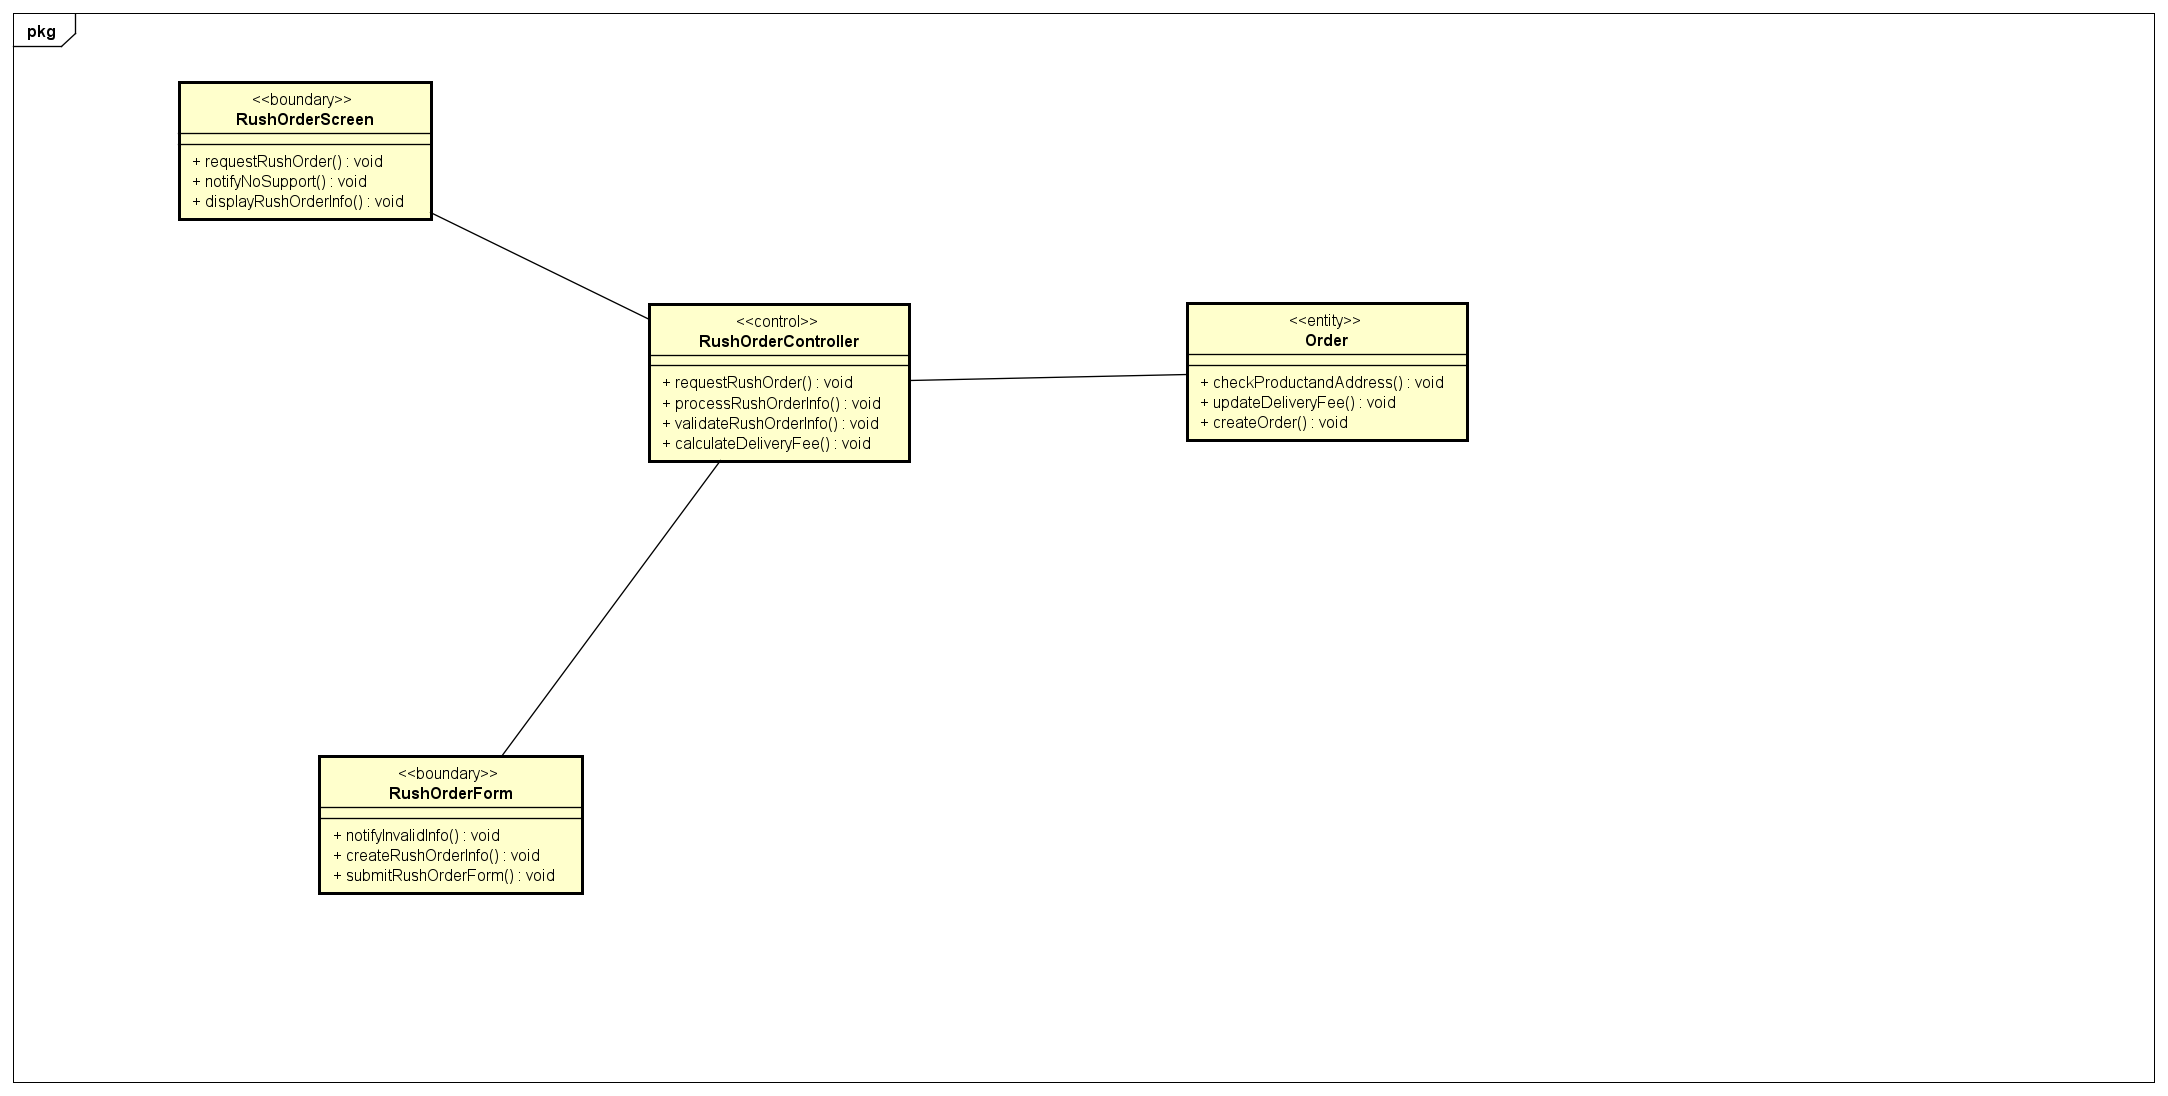 pkg
<<boundary>>
RushOrderScreen
+ requestRushOrder() : void
+ notifyNoSupport() : void
+ displayRushOrderInfo() : void
<<control>>
RushOrderController
+ requestRushOrder() : void
+ processRushOrderInfo() : void
+ validateRushOrderInfo() : void
+ calculateDeliveryFee() : void
<<entity>>
Order
+ checkProductandAddress() : void
+ updateDeliveryFee() : void
+ createOrder() : void
<<boundary>>
RushOrderForm
+ notifyInvalidInfo() : void
+ createRushOrderInfo() : void
+ submitRushOrderForm() : void